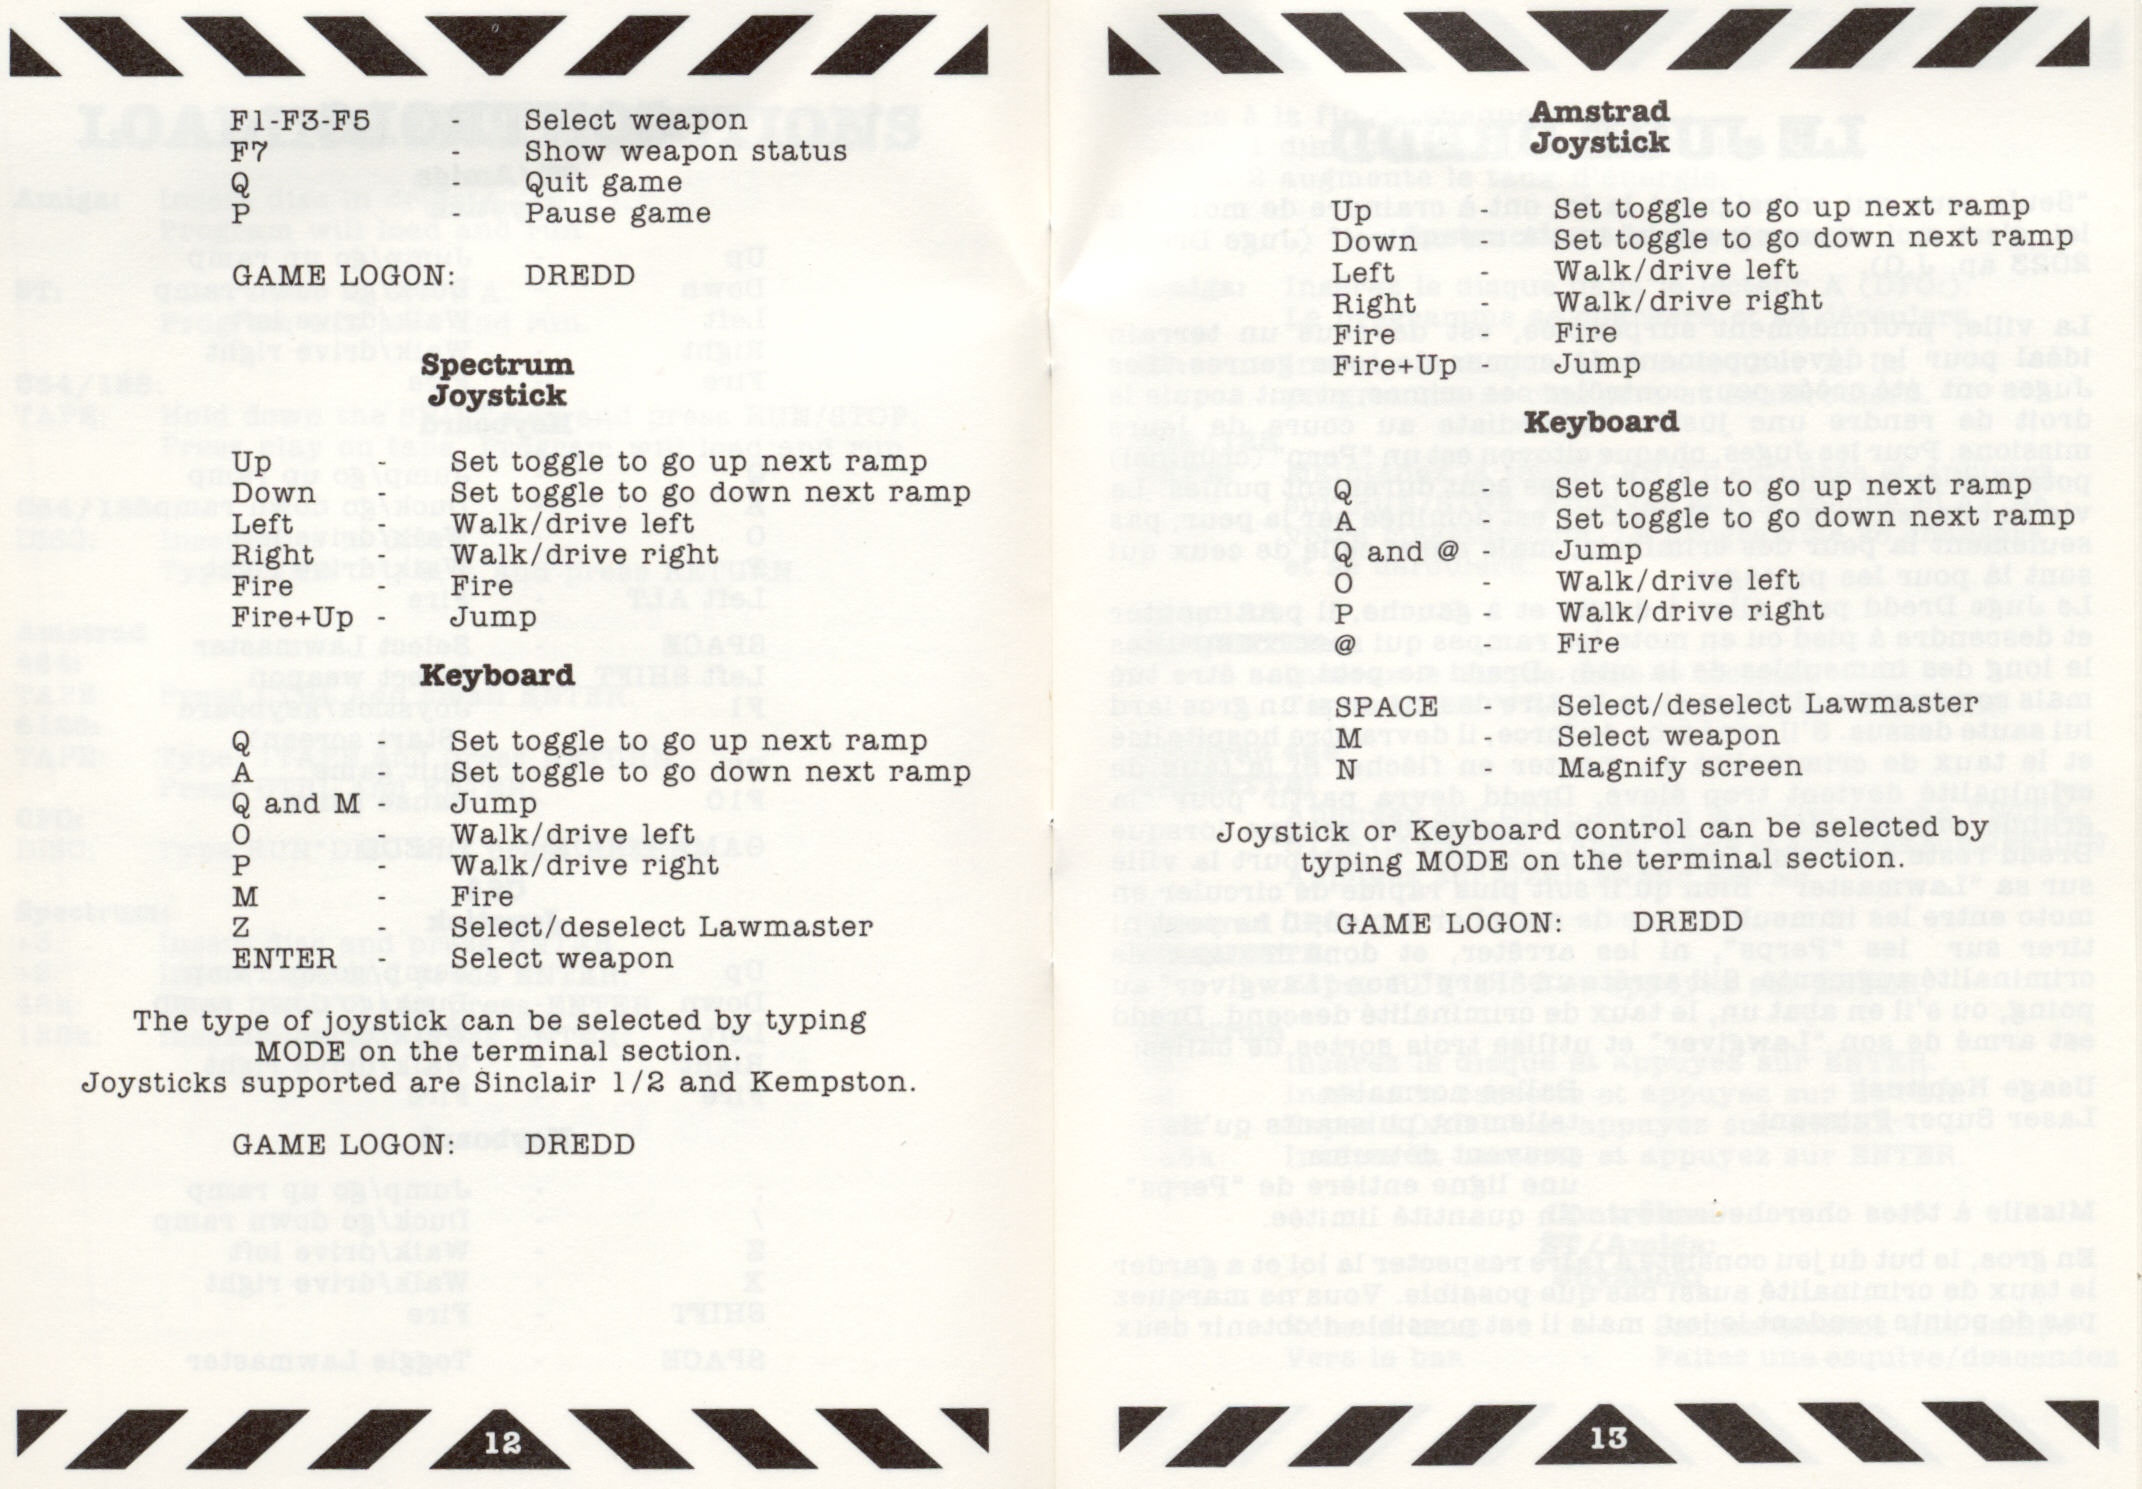 F1-F3-F5 - Select weapon
F7 - Show weapon status
Q - Quit game
P - Pause game
GAME LOGON: DREDD
Spectrum
Joystick
Up - Set toggle to go up next ramp
Down - Set toggle to go down next ramp
Left - Walk/drive left
Right - Walk/drive right
Fire - Fire
Fire+Up - Jump
Keyboard
Q - Set toggle to go up next ramp
A - Set toggle to go down next ramp
Q and M - Jump
O - Walk/drive left
P - Walk/drive right
M - Fire
Z - Select/deselect Lawmaster
ENTER - Select weapon
The type of joystick can be selected by typing
MODE on the terminal section.
Joysticks supported are Sinclair 1/2 and Kempston.
GAME LOGON: DREDD
12
Amstrad
Joystick
Up - Set toggle to go up next ramp
Down - Set toggle to go down next ramp
Left - Walk/drive left
Right - Walk/drive right
Fire - Fire
Fire+Up - Jump
Keyboard
Q - Set toggle to go up next ramp
A - Set toggle to go down next ramp
Q and @ - Jump
O - Walk/drive left
P - Walk/drive right
@ - Fire
SPACE - Select/deselect Lawmaster
M - Select weapon
N - Magnify screen
Joystick or Keyboard control can be selected by
typing MODE on the terminal section.
GAME LOGON: DREDD
13